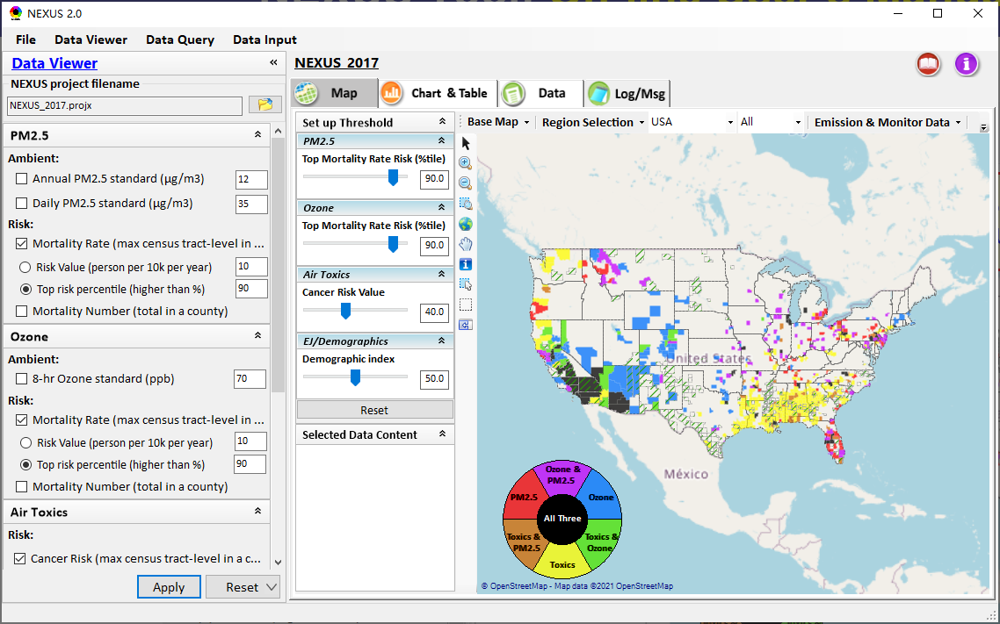 NEXUS 2.0
File Data Viewer Data Query Data Input
Data Viewer «
NEXUS project filename
NEXUS_2017.projx
PM2.5
Ambient:
Annual PM2.5 standard (µg/m3) 12
Daily PM2.5 standard (µg/m3) 35
Risk:
Mortality Rate (max census tract-level in ...
Risk Value (person per 10k per year) 10
Top risk percentile (higher than %) 90
Mortality Number (total in a county)
Ozone
Ambient:
8-hr Ozone standard (ppb) 70
Risk:
Mortality Rate (max census tract-level in ...
Risk Value (person per 10k per year) 10
Top risk percentile (higher than %) 90
Mortality Number (total in a county)
Air Toxics
Risk:
Cancer Risk (max census tract-level in a c...
Apply Reset
NEXUS_2017
Map Chart & Table Data Log/Msg
Set up Threshold
PM2.5
Top Mortality Rate Risk (%tile)
90.0
Ozone
Top Mortality Rate Risk (%tile)
90.0
Air Toxics
Cancer Risk Value
40.0
EJ/Demographics
Demographic index
50.0
Reset
Selected Data Content
Base Map Region Selection USA All Emission & Monitor Data
United States
México
Ozone &
PM2.5
PM2.5 Ozone
All Three
Toxics &
PM2.5
Toxics &
Ozone
Toxics
© OpenStreetMap - Map data ©2021 OpenStreetMap